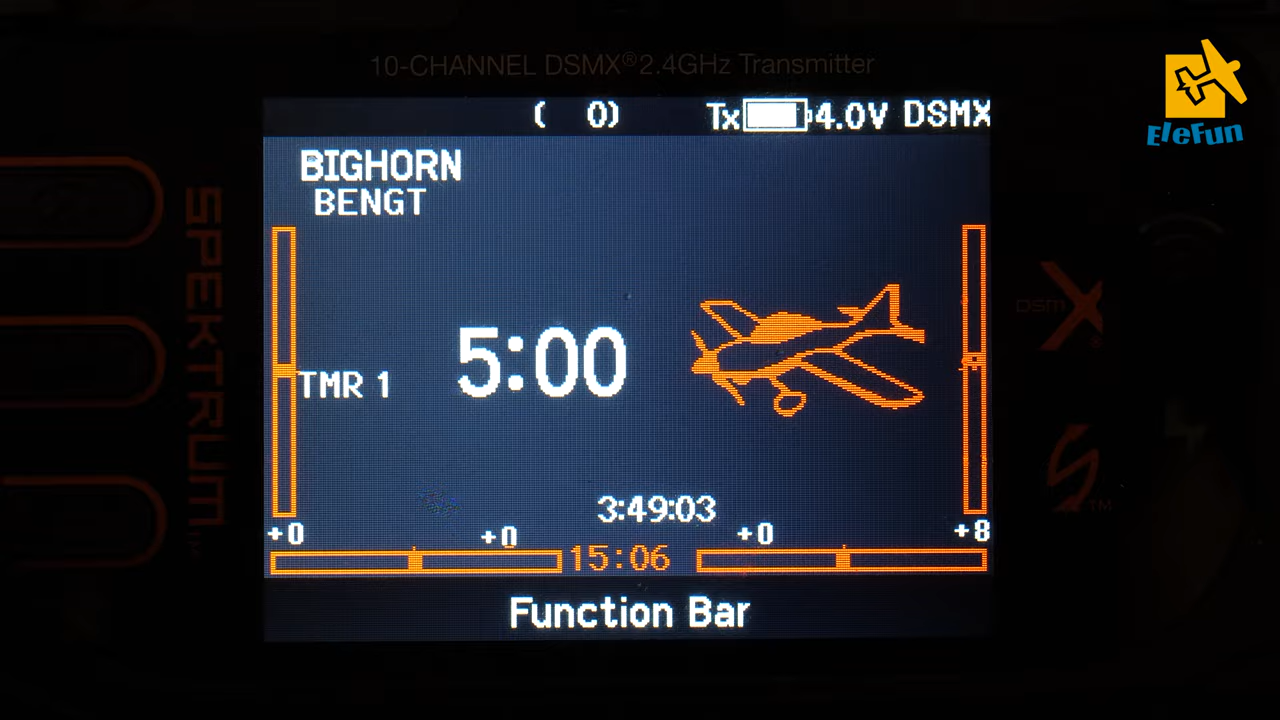 10-CHANNEL DSMX®2.4GHz Transmitter
EleFun
( 0) Tx 4.0V DSMX
BIGHORN
BENGT
SPEKTRUM
DSM X
TMR 1
5:00
3:49:03
+0 +0 +0 +8
15:06
Function Bar